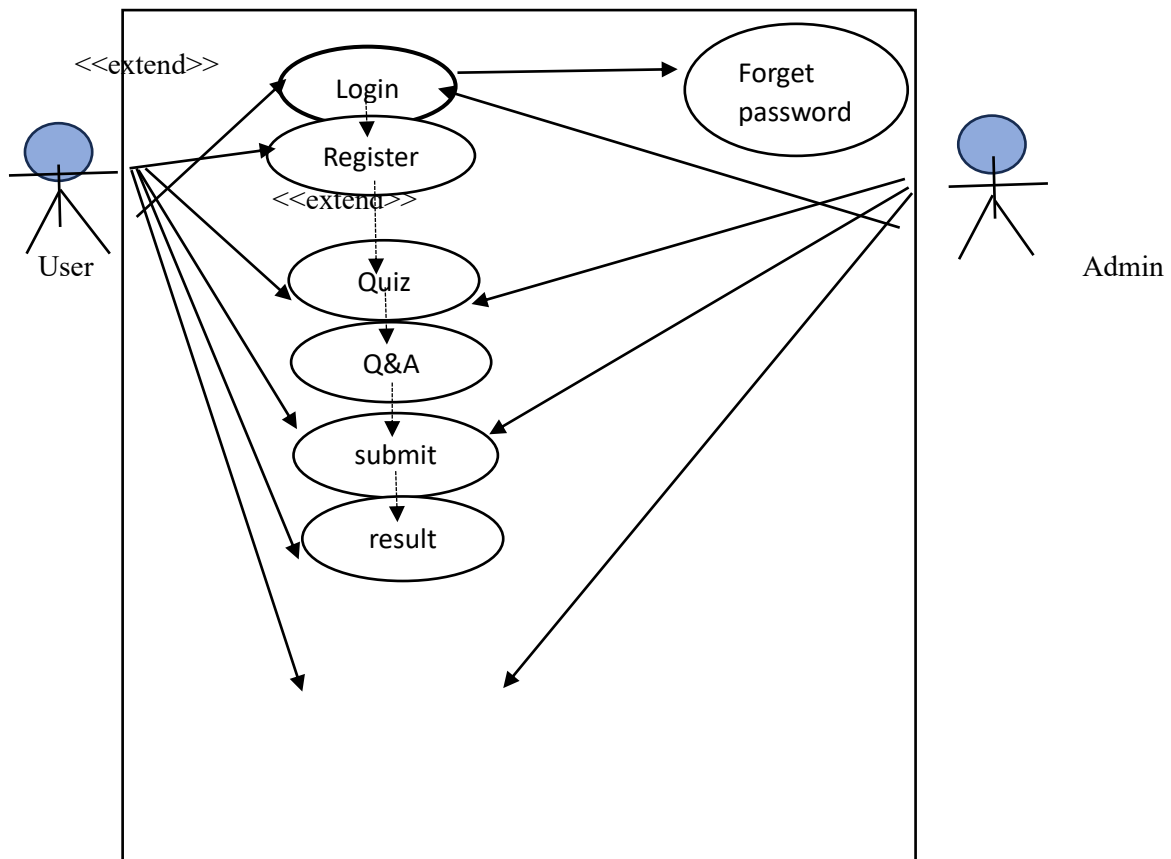 <<extend>>
Login
Forget
password
Register
<<extend>>
User
Admin
Quiz
Q&A
submit
result